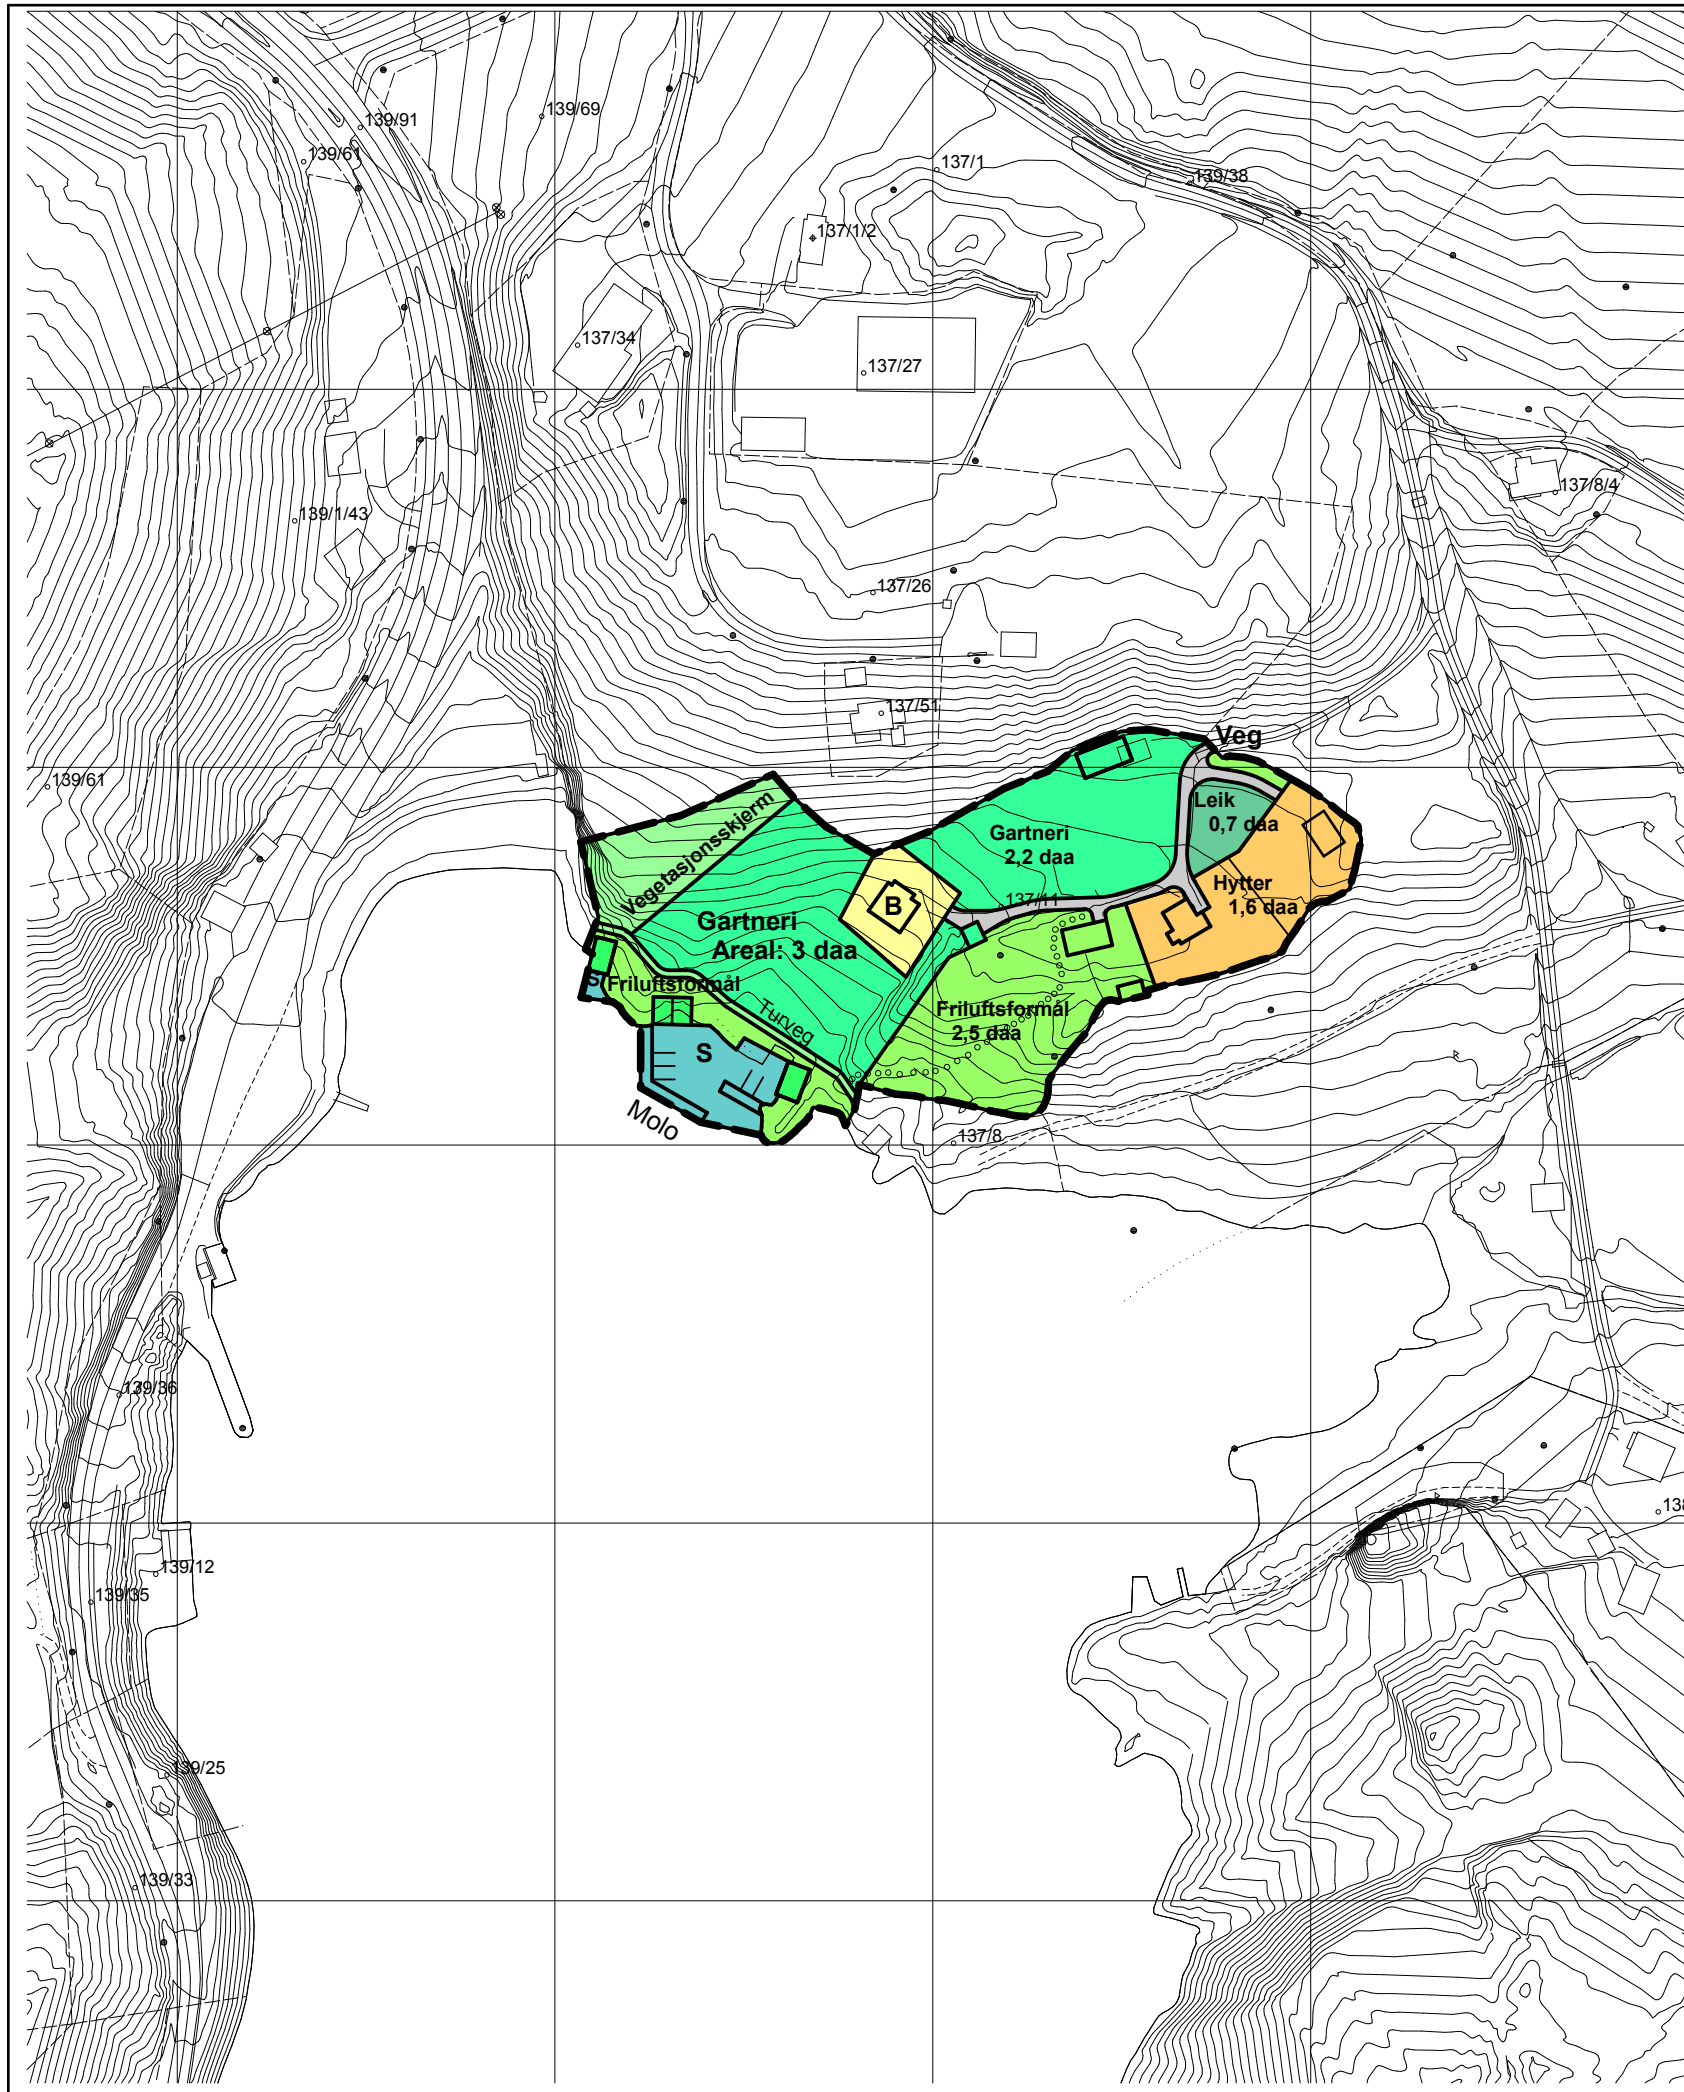 139/69
139/91
139/61
137/1
139/38
137/1/2
137/34
137/27
137/8/4
139/1/43
137/26
137/51
Veg
139/61
Leik
0,7 daa
Vegetasjonsskjerm
Gartneri
2,2 daa
Hytter
1,6 daa
137/11
B
Gartneri
Areal: 3 daa
S
Friluftsformål
Turveg
Friluftsformål
2,5 daa
S
Molo
137/8
139/36
138
139/12
139/35
139/25
139/33